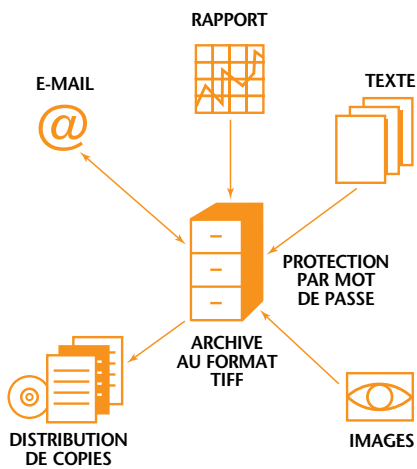 RAPPORT
E-MAIL
@
TEXTE
PROTECTION
PAR MOT
DE PASSE
ARCHIVE
AU FORMAT
TIFF
DISTRIBUTION
DE COPIES
IMAGES